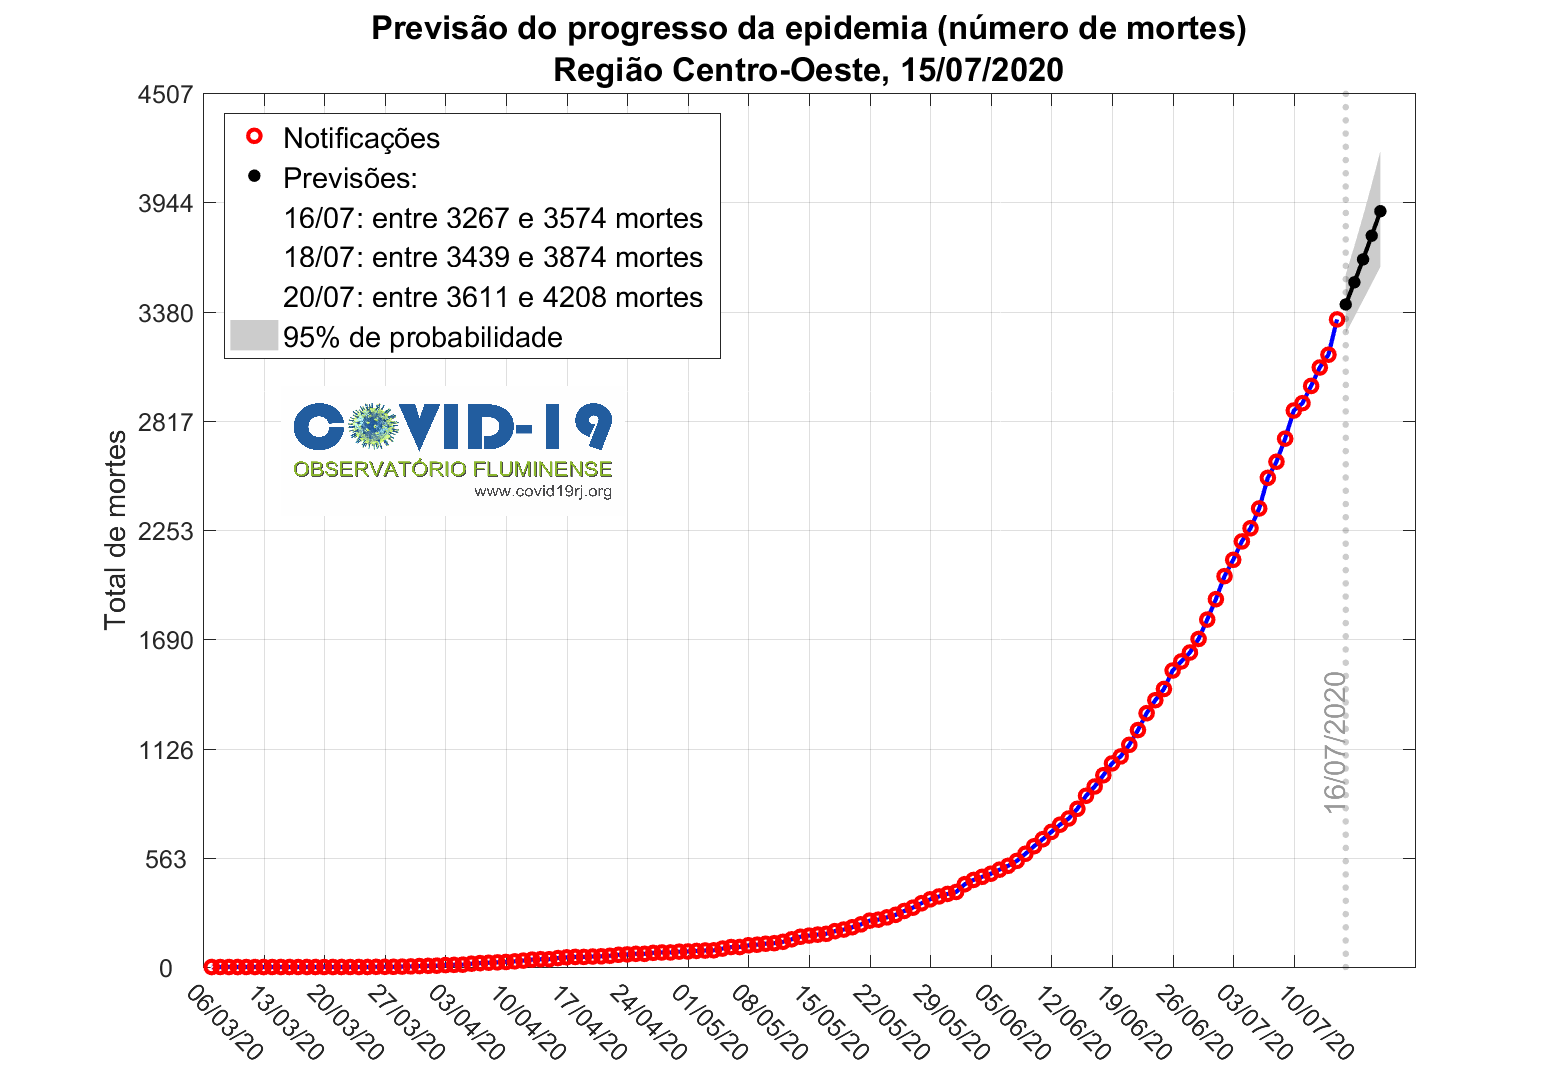 Previsão do progresso da epidemia (número de mortes)
Região Centro-Oeste, 15/07/2020
4507
3944
3380
2817
2253
1690
1126
563
0
Total de mortes
Notificações
Previsões:
16/07: entre 3267 e 3574 mortes
18/07: entre 3439 e 3874 mortes
20/07: entre 3611 e 4208 mortes
95% de probabilidade
COVID-19
OBSERVATÓRIO FLUMINENSE
www.covid19rj.org
16/07/2020
06/03/20
13/03/20
20/03/20
27/03/20
03/04/20
10/04/20
17/04/20
24/04/20
01/05/20
08/05/20
15/05/20
22/05/20
29/05/20
05/06/20
12/06/20
19/06/20
26/06/20
03/07/20
10/07/20